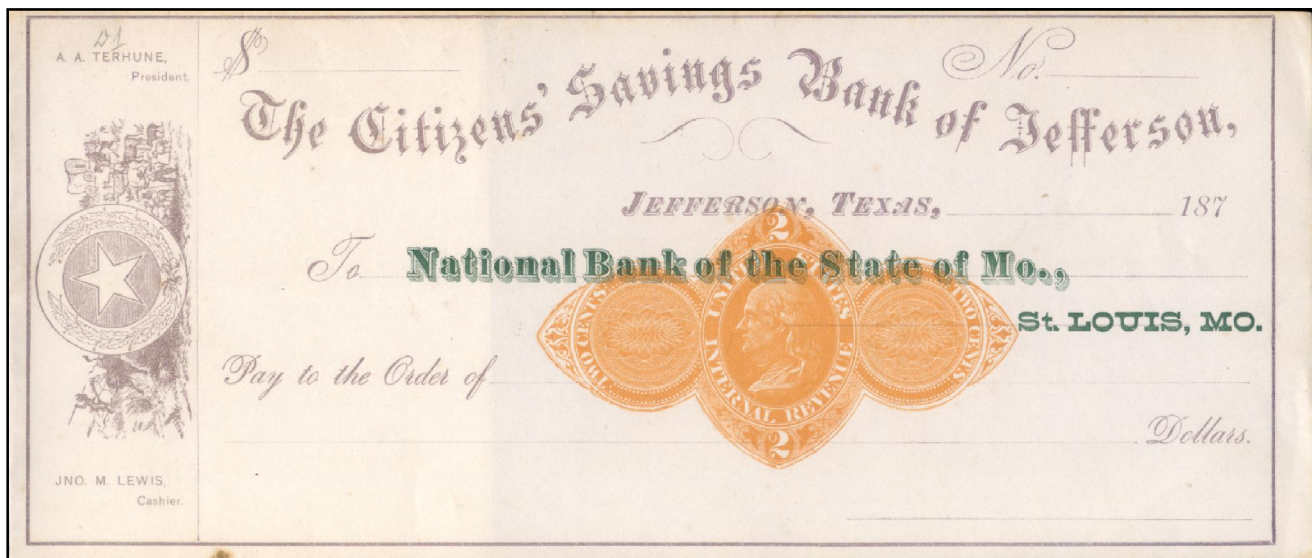 D1
A. A. TERHUNE,
President.
$
No.
The Citizens' Savings Bank of Jefferson,
JEFFERSON, TEXAS, 187
To National Bank of the State of Mo.,
St. LOUIS, MO.
2
UNITED STATES
TWO CENTS
TWO CENTS
INTERNAL REVENUE
2
Pay to the Order of
Dollars.
JNO. M. LEWIS,
Cashier.